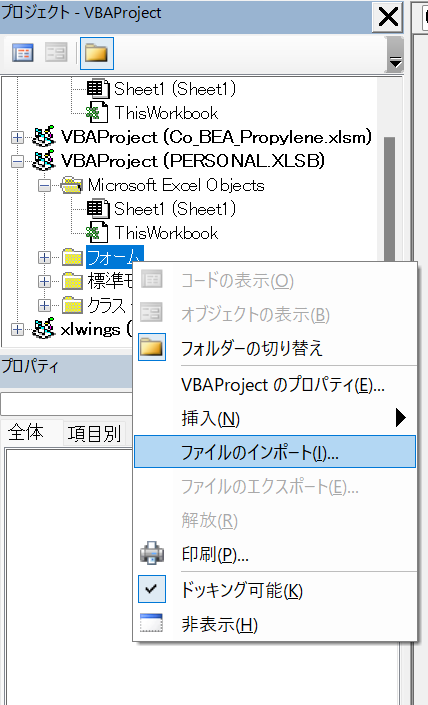 プロジェクト - VBAProject
Sheet1 (Sheet1)
ThisWorkbook
VBAProject (Co_BEA_Propylene.xlsm)
VBAProject (PERSONAL.XLSB)
Microsoft Excel Objects
Sheet1 (Sheet1)
ThisWorkbook
フォーム
標準モ
クラス
xlwings (
プロパティ
全体 項目別
コードの表示(O)
オブジェクトの表示(B)
フォルダーの切り替え
VBAProject のプロパティ(E)...
挿入(N)
ファイルのインポート(I)...
ファイルのエクスポート(E)...
解放(R)
印刷(P)...
ドッキング可能(K)
非表示(H)